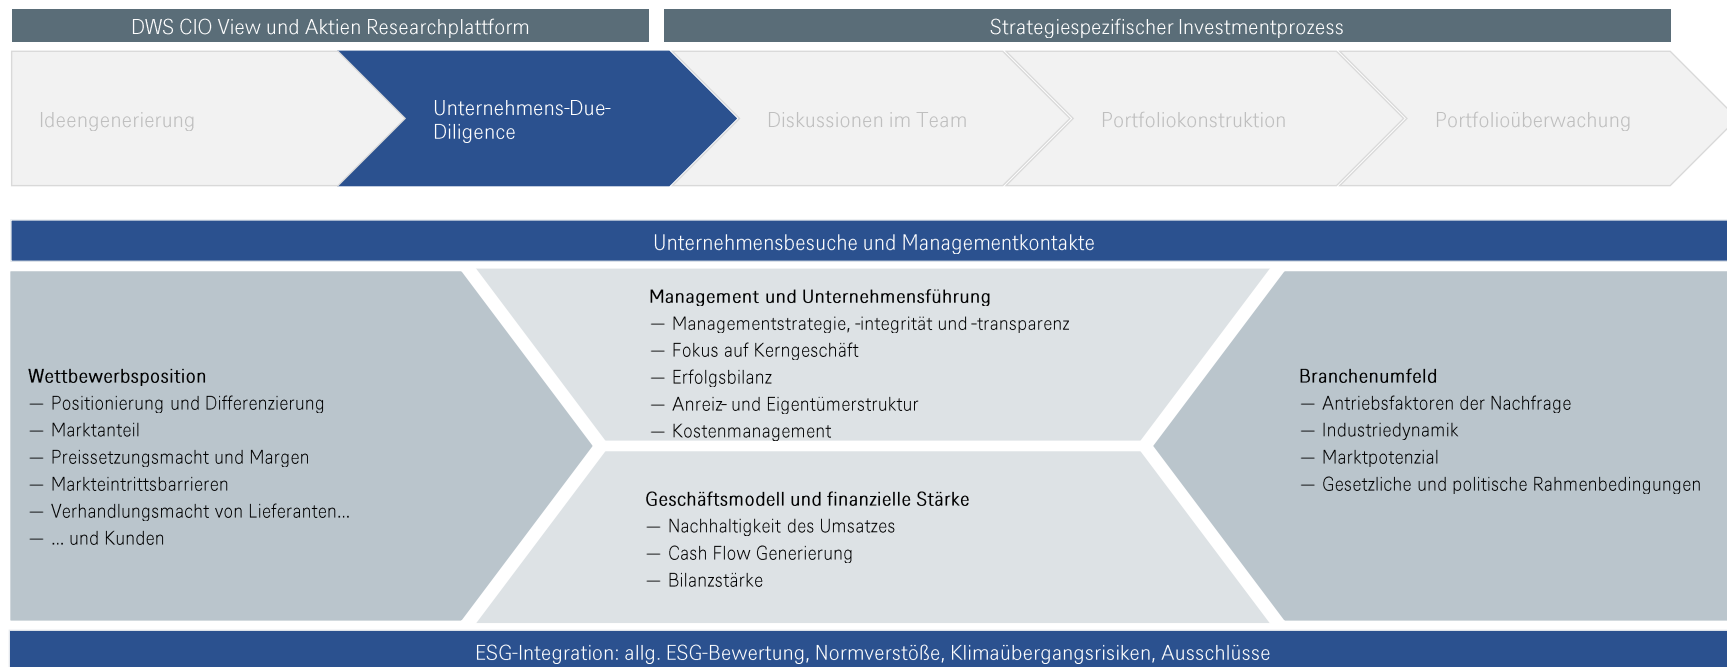 DWS CIO View und Aktien Researchplattform
Strategiespezifischer Investmentprozess
Ideengenerierung
Unternehmens-Due-
Diligence
Diskussionen im Team
Portfoliokonstruktion
Portfolioüberwachung
Unternehmensbesuche und Managementkontakte
Wettbewerbsposition
— Positionierung und Differenzierung
— Marktanteil
— Preissetzungsmacht und Margen
— Markteintrittsbarrieren
— Verhandlungsmacht von Lieferanten...
— ... und Kunden
Management und Unternehmensführung
— Managementstrategie, -integrität und -transparenz
— Fokus auf Kerngeschäft
— Erfolgsbilanz
— Anreiz- und Eigentümerstruktur
— Kostenmanagement
Geschäftsmodell und finanzielle Stärke
— Nachhaltigkeit des Umsatzes
— Cash Flow Generierung
— Bilanzstärke
Branchenumfeld
— Antriebsfaktoren der Nachfrage
— Industriedynamik
— Marktpotenzial
— Gesetzliche und politische Rahmenbedingungen
ESG-Integration: allg. ESG-Bewertung, Normverstöße, Klimaübergangsrisiken, Ausschlüsse